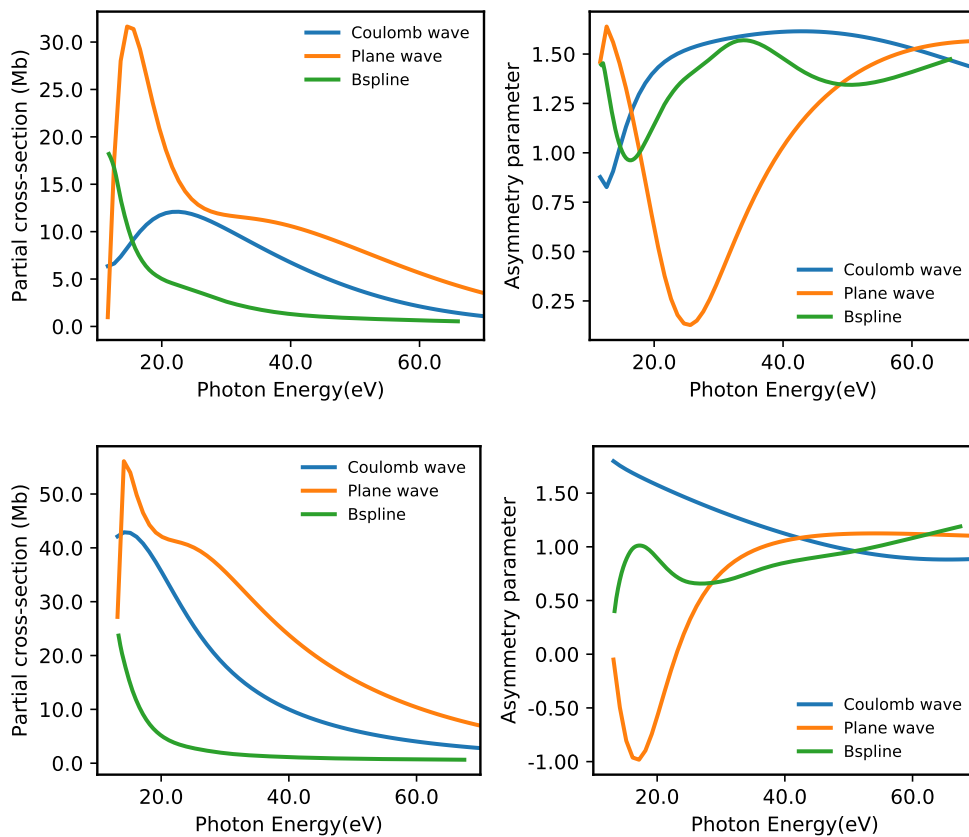 Partial cross-section (Mb)
30.0
25.0
20.0
15.0
10.0
5.0
0.0
Coulomb wave
Plane wave
Bspline
20.0 40.0 60.0
Photon Energy(eV)
Asymmetry parameter
1.50
1.25
1.00
0.75
0.50
0.25
Coulomb wave
Plane wave
Bspline
20.0 40.0 60.0
Photon Energy(eV)
Partial cross-section (Mb)
50.0
40.0
30.0
20.0
10.0
0.0
Coulomb wave
Plane wave
Bspline
20.0 40.0 60.0
Photon Energy(eV)
Asymmetry parameter
1.50
1.00
0.50
0.00
-0.50
-1.00
Coulomb wave
Plane wave
Bspline
20.0 40.0 60.0
Photon Energy(eV)